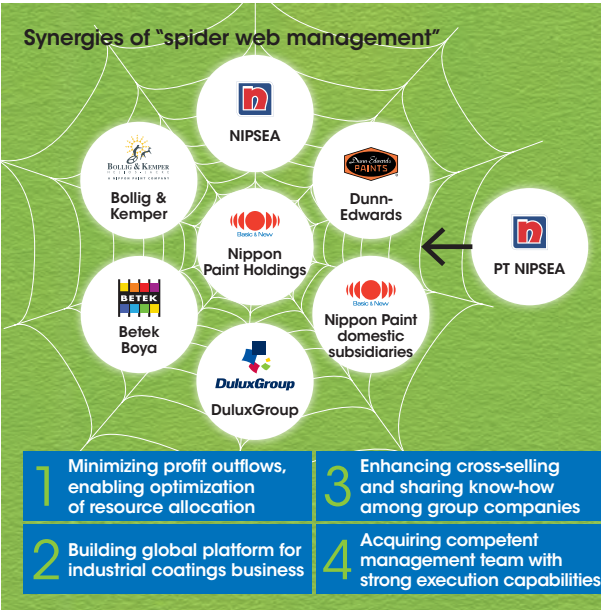 Synergies of “spider web management”
n
NIPSEA
BOLLIG & KEMPER
A NIPPON PAINT COMPANY
Bollig &
Kemper
Dunn-Edwards
PAINTS
Dunn-
Edwards
Basic & New
Nippon
Paint Holdings
n
PT NIPSEA
BETEK
Betek
Boya
Basic & New
Nippon Paint
domestic
subsidiaries
DuluxGroup
DuluxGroup
1 Minimizing profit outflows,
enabling optimization
of resource allocation
2 Building global platform for
industrial coatings business
3 Enhancing cross-selling
and sharing know-how
among group companies
4 Acquiring competent
management team with
strong execution capabilities